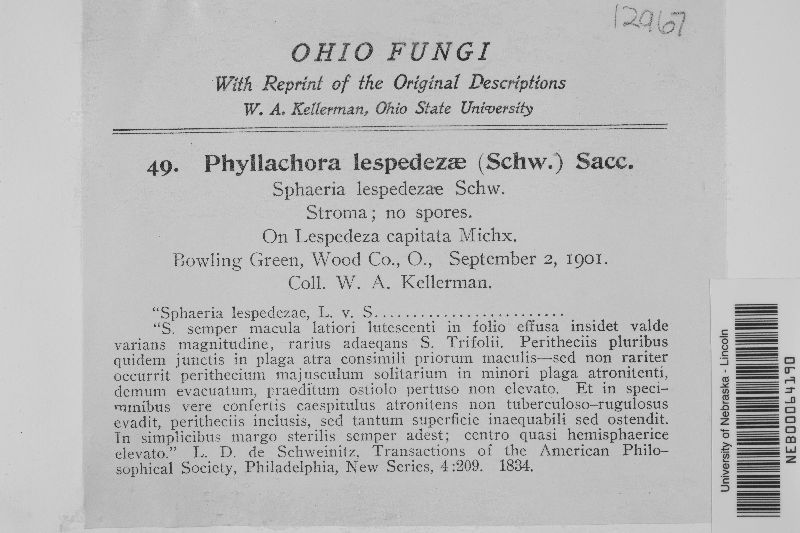 12967
OHIO FUNGI
With Reprint of the Original Descriptions
W. A. Kellerman, Ohio State University
49. Phyllachora lespedezæ (Schw.) Sacc.
Sphaeria lespedezae Schw.
Stroma; no spores.
On Lespedeza capitata Michx.
Bowling Green, Wood Co., O., September 2, 1901.
Coll. W. A. Kellerman.
"Sphaeria lespedezae, L. v. S........................
"S. semper macula latiori lutescenti in folio effusa insidet valde
varians magnitudine, rarius adaeqans S. Trifolii. Peritheciis pluribus
quidem junctis in plaga atra consimili priorum maculis—sed non rariter
occurrit perithecium majusculum solitarium in minori plaga atronitenti,
demum evacuatum, praeditum ostiolo pertuso non elevato. Et in speci-
minibus vere confertis caespitulus atronitens non tuberculoso-rugulosus
evadit, peritheciis inclusis, sed tantum superficie inaequabili sed ostendit.
In simplicibus margo sterilis semper adest; centro quasi hemisphaerice
elevato." L. D. de Schweinitz, Transactions of the American Philo-
sophical Society, Philadelphia, New Series, 4:209. 1834.
University of Nebraska - Lincoln
NEB00064190